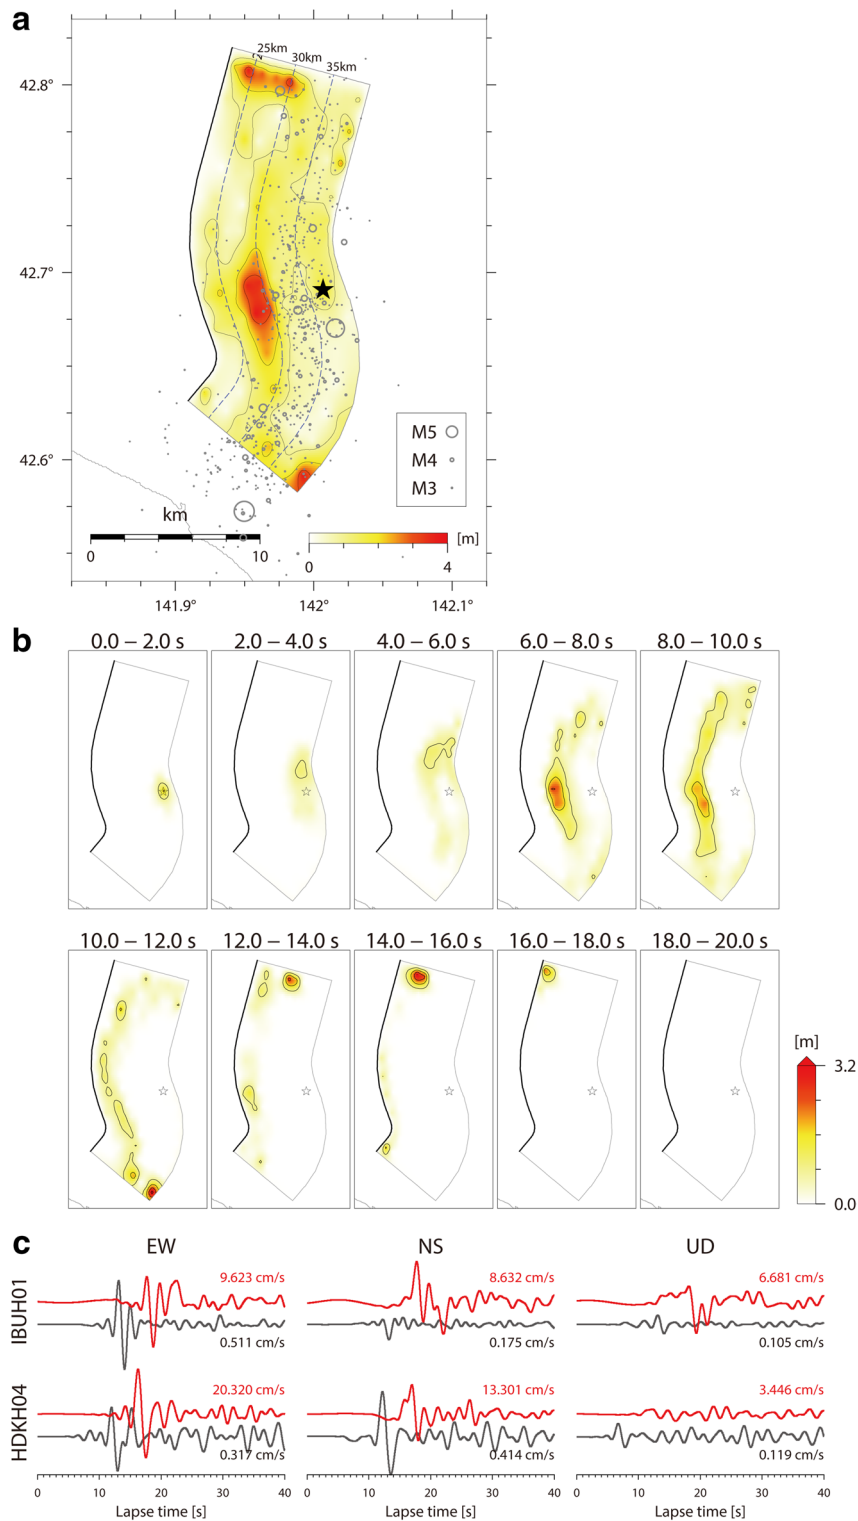 a
25km
30km
35km
42.8°
42.7°
42.6°
M5
M4
M3
km
0
10
[m]
0
4
141.9°
142°
142.1°
b
0.0 – 2.0 s
2.0 – 4.0 s
4.0 – 6.0 s
6.0 – 8.0 s
8.0 – 10.0 s
10.0 – 12.0 s
12.0 – 14.0 s
14.0 – 16.0 s
16.0 – 18.0 s
18.0 – 20.0 s
[m]
3.2
0.0
c
EW
NS
UD
IBUH01
9.623 cm/s
8.632 cm/s
6.681 cm/s
0.511 cm/s
0.175 cm/s
0.105 cm/s
HDKH04
20.320 cm/s
13.301 cm/s
3.446 cm/s
0.317 cm/s
0.414 cm/s
0.119 cm/s
0 10 20 30 40
0 10 20 30 40
0 10 20 30 40
Lapse time [s]
Lapse time [s]
Lapse time [s]